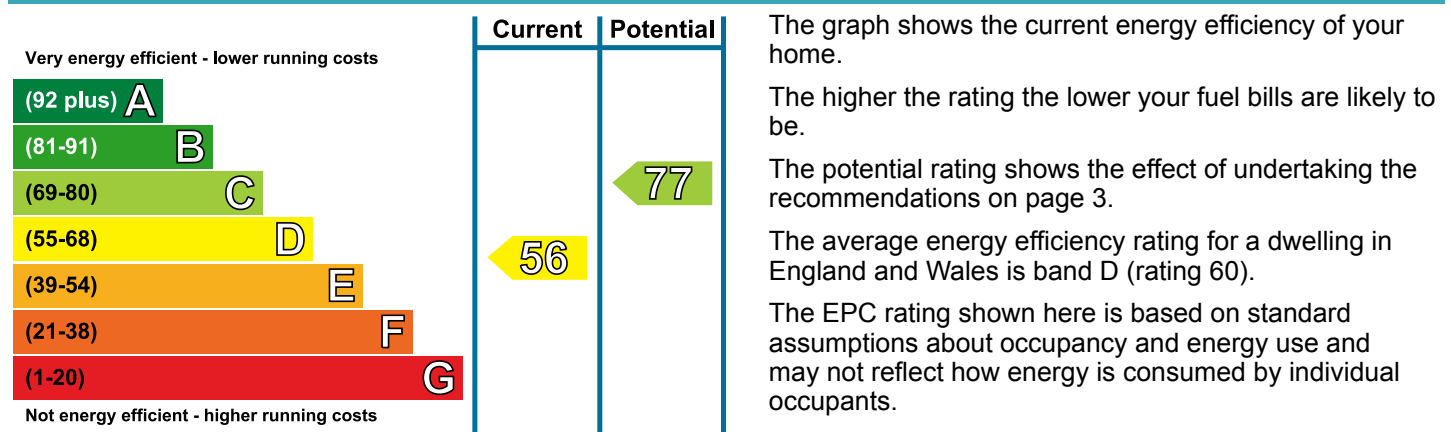 Current Potential
Very energy efficient - lower running costs
(92 plus) A
(81-91) B
(69-80) C
(55-68) D
(39-54) E
(21-38) F
(1-20) G
Not energy efficient - higher running costs
56
77
The graph shows the current energy efficiency of your
home.
The higher the rating the lower your fuel bills are likely to
be.
The potential rating shows the effect of undertaking the
recommendations on page 3.
The average energy efficiency rating for a dwelling in
England and Wales is band D (rating 60).
The EPC rating shown here is based on standard
assumptions about occupancy and energy use and
may not reflect how energy is consumed by individual
occupants.